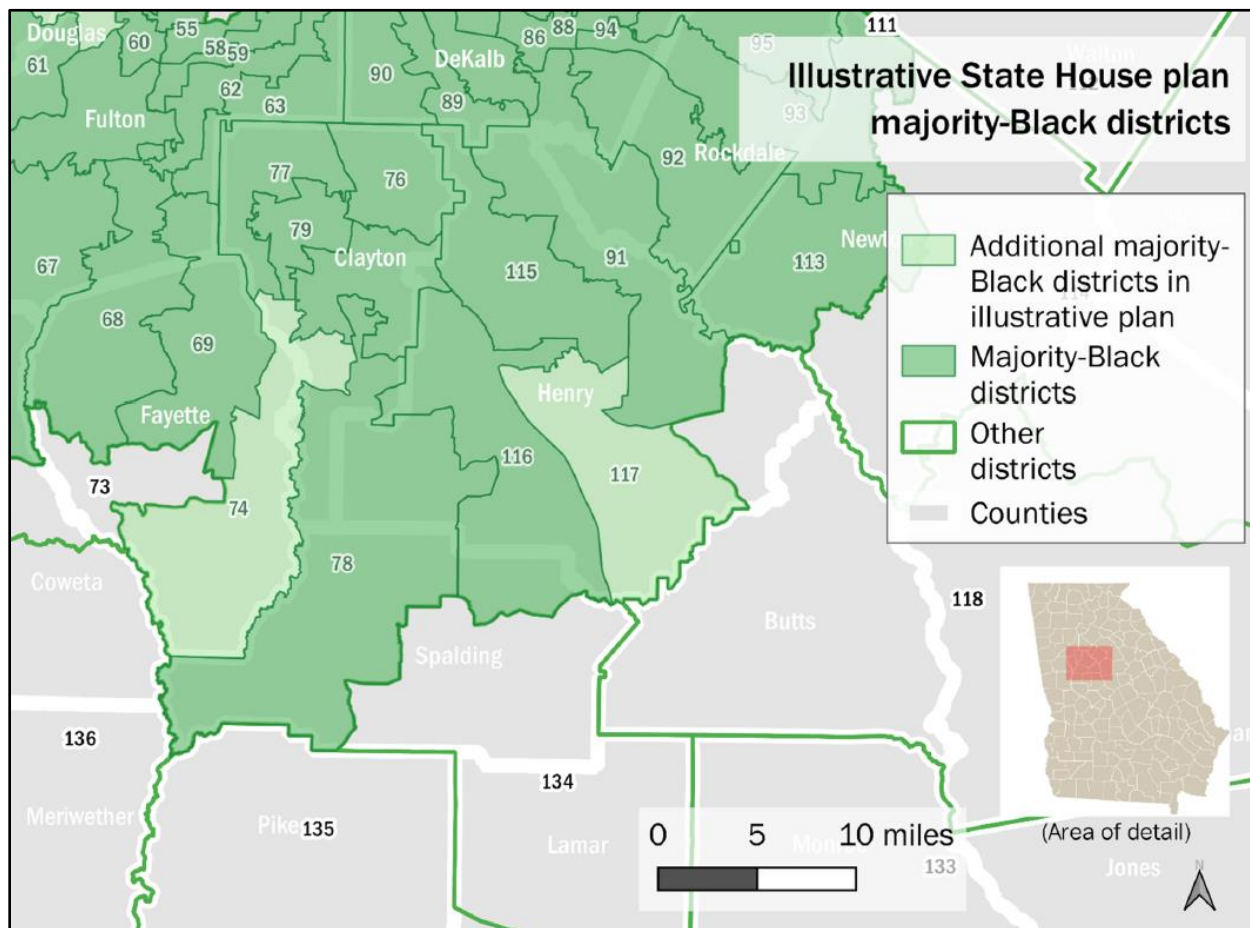 Douglas
60
55
88
94
111
61
58
59
86
95
Walton
Illustrative State House plan
majority-Black districts
90
DeKalb
62
63
89
93
Fulton
92
Rockdale
77
76
79
Clayton
Newt
67
115
91
113
Additional majority-
Black districts in
illustrative plan
68
69
Majority-Black
districts
Henry
Fayette
Other
districts
116
117
73
74
Counties
78
Coweta
118
Butts
Spalding
136
134
Meriwether
Pike
135
0
5
10 miles
Lamar
133
(Area of detail)
Jones
N